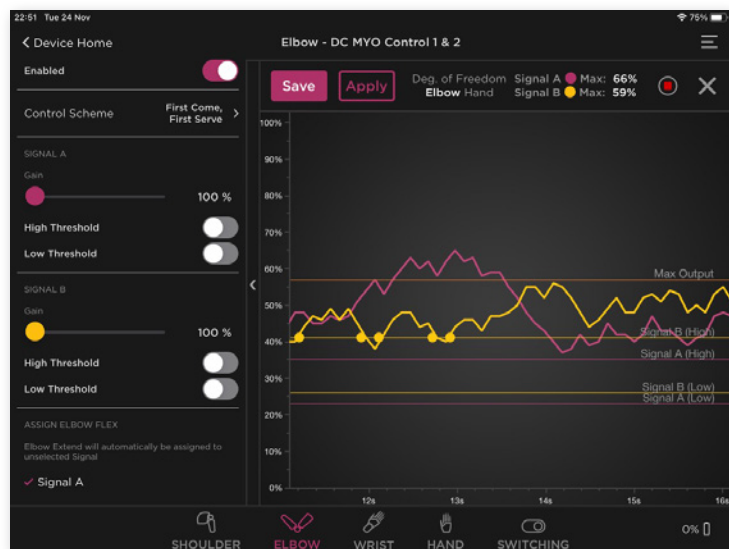 22:51 Tue 24 Nov
75%
Device Home
Elbow - DC MYO Control 1 & 2
Enabled
Control Scheme
First Come,
First Serve
SIGNAL A
Gain
100 %
High Threshold
Low Threshold
SIGNAL B
Gain
100 %
High Threshold
Low Threshold
ASSIGN ELBOW FLEX
Elbow Extend will automatically be assigned to
unselected Signal
Signal A
Save
Apply
Deg. of Freedom
Elbow Hand
Signal A Max: 66%
Signal B Max: 59%
100%
90%
80%
70%
60%
50%
40%
30%
20%
10%
0%
Max Output
Signal B (High)
Signal A (High)
Signal B (Low)
Signal A (Low)
12s
13s
14s
15s
16s
SHOULDER
ELBOW
WRIST
HAND
SWITCHING
0%